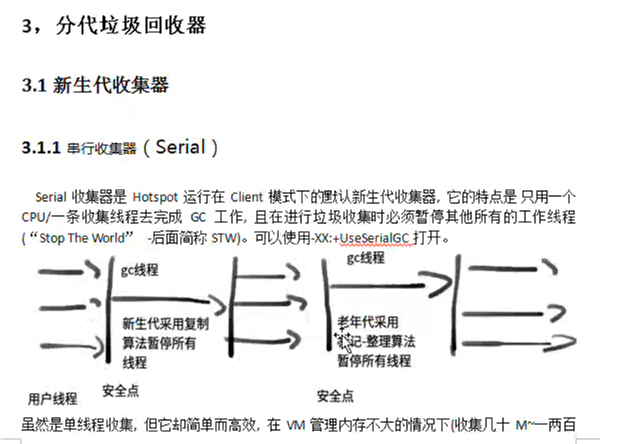 3，分代垃圾回收器
3.1 新生代收集器
3.1.1 串行收集器（Serial）
Serial 收集器是 Hotspot 运行在 Client 模式下的默认新生代收集器, 它的特点是 只用一个
CPU/一条收集线程去完成 GC 工作, 且在进行垃圾收集时必须暂停其他所有的工作线程
(“Stop The World” -后面简称 STW)。可以使用-XX:+UseSerialGC 打开。
gc线程
gc线程
新生代采用复制
算法暂停所有
线程
老年代采用
记-整理算法
暂停所有线程
用户线程
安全点
安全点
虽然是单线程收集, 但它却简单而高效, 在 VM 管理内存不大的情况下(收集几十 M~一两百